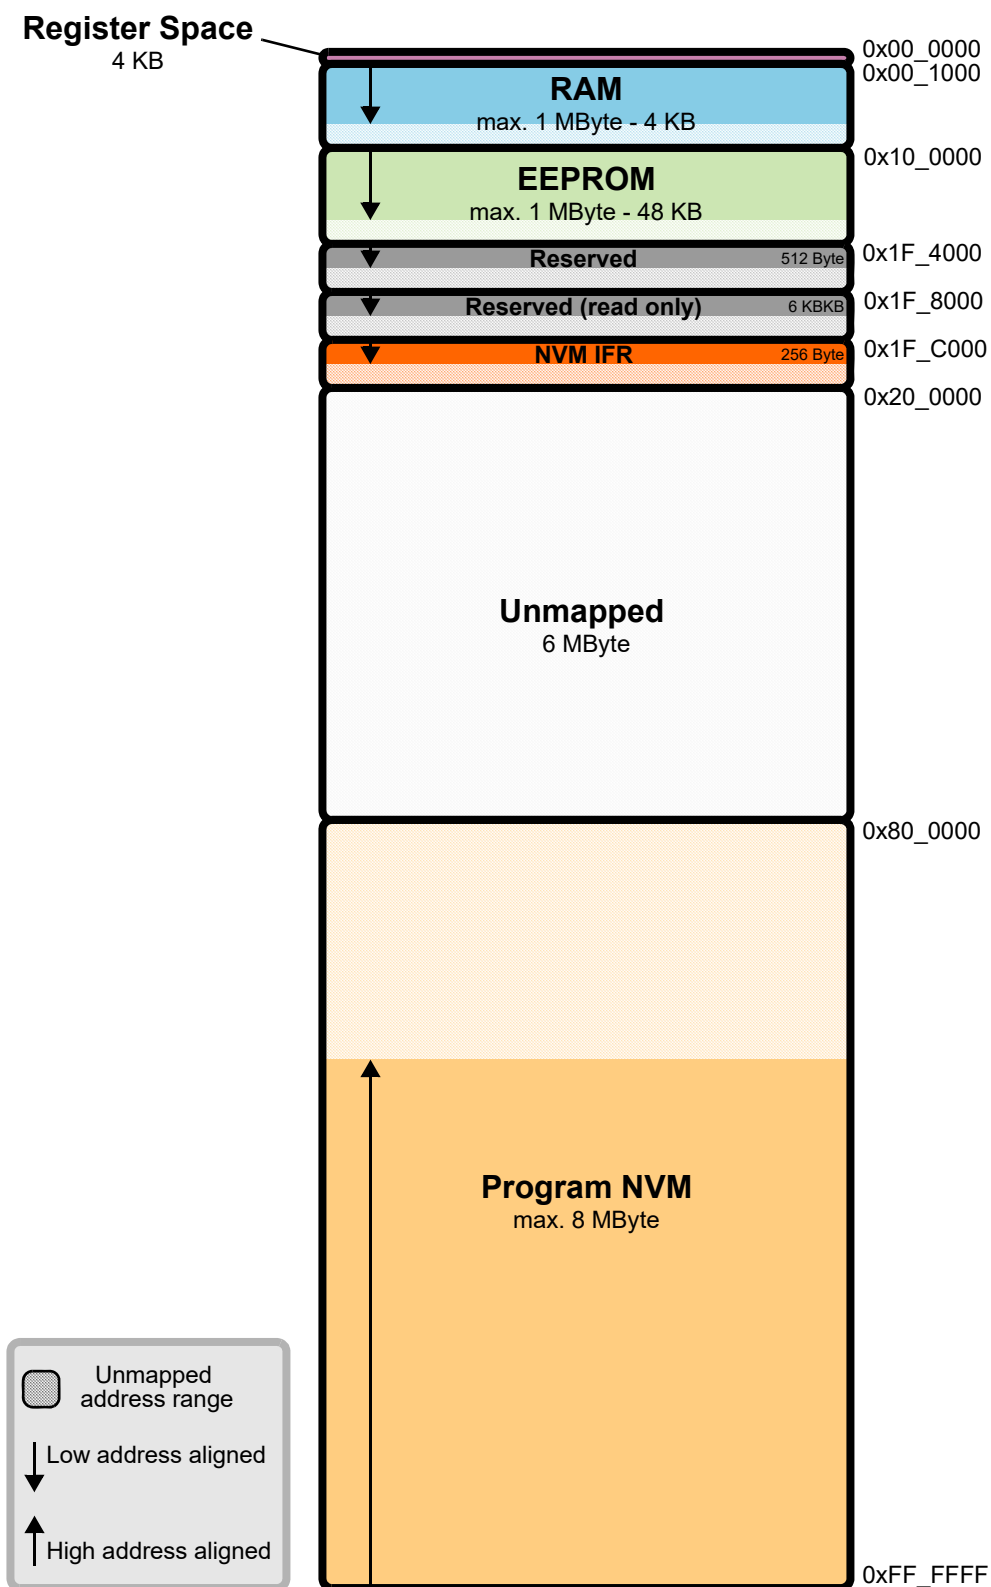 Register Space
4 KB
0x00_0000
0x00_1000
RAM
max. 1 MByte - 4 KB
0x10_0000
EEPROM
max. 1 MByte - 48 KB
Reserved 512 Byte 0x1F_4000
Reserved (read only) 6 KBKB 0x1F_8000
NVM IFR 256 Byte 0x1F_C000
0x20_0000
Unmapped
6 MByte
0x80_0000
Program NVM
max. 8 MByte
Unmapped
address range
Low address aligned
High address aligned
0xFF_FFFF